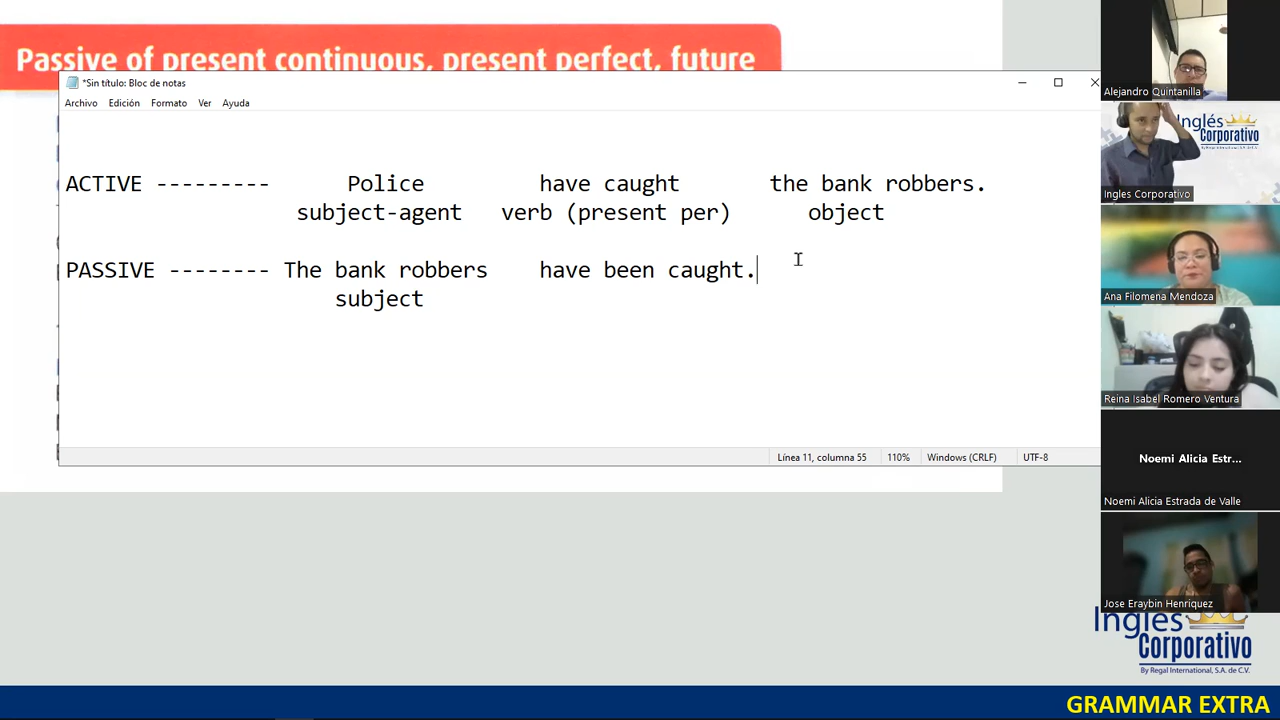 Passive of present continuous, present perfect, future
*Sin título: Bloc de notas
Archivo Edición Formato Ver Ayuda
ACTIVE --------- Police have caught the bank robbers.
subject-agent verb (present per) object
PASSIVE -------- The bank robbers have been caught.
subject
Línea 11, columna 55 110% Windows (CRLF) UTF-8
Alejandro Quintanilla
Inglés
Corporativo
By Regal International, S.A. de C.V.
Ingles Corporativo
Ana Filomena Mendoza
Reina Isabel Romero Ventura
Noemi Alicia Estr...
Noemi Alicia Estrada de Valle
Jose Eraybin Henriquez
Inglés
Corporativo
By Regal International, S.A. de C.V.
GRAMMAR EXTRA